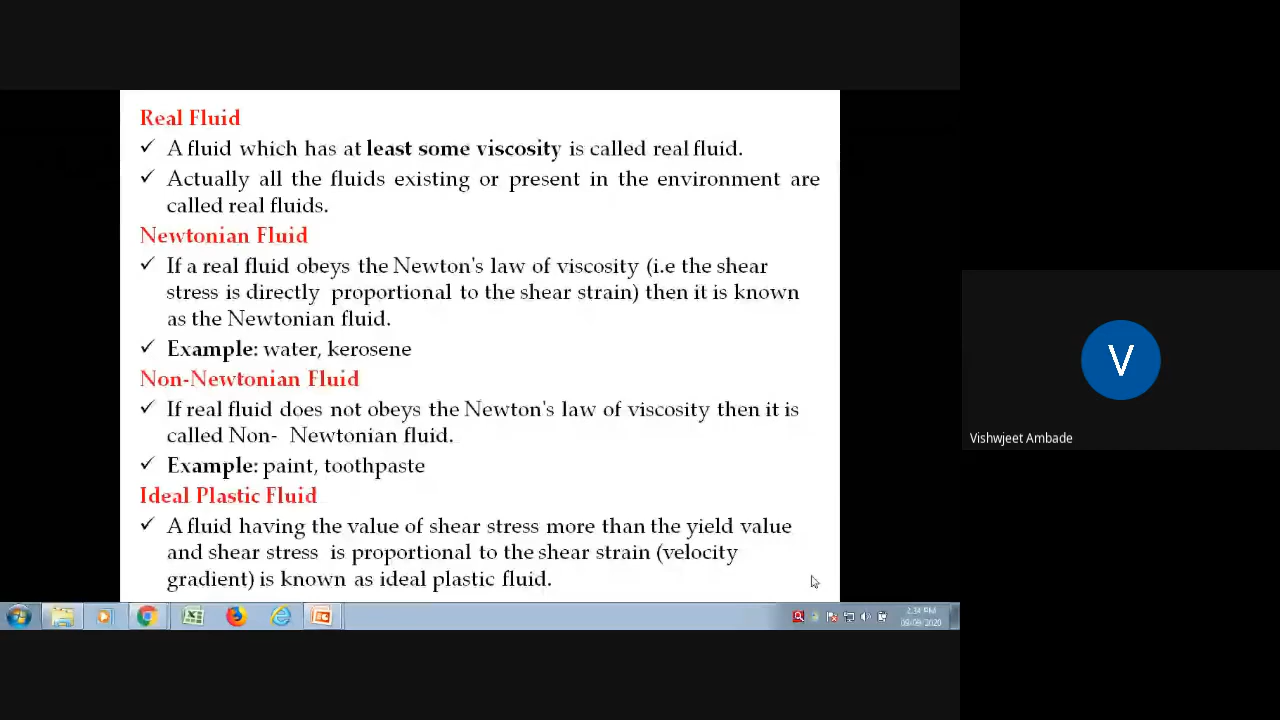 Real Fluid
✓ A fluid which has at least some viscosity is called real fluid.
✓ Actually all the fluids existing or present in the environment are
called real fluids.
Newtonian Fluid
✓ If a real fluid obeys the Newton's law of viscosity (i.e the shear
stress is directly proportional to the shear strain) then it is known
as the Newtonian fluid.
✓ Example: water, kerosene
Non-Newtonian Fluid
✓ If real fluid does not obeys the Newton's law of viscosity then it is
called Non- Newtonian fluid.
✓ Example: paint, toothpaste
Ideal Plastic Fluid
✓ A fluid having the value of shear stress more than the yield value
and shear stress is proportional to the shear strain (velocity
gradient) is known as ideal plastic fluid.
V
Vishwjeet Ambade